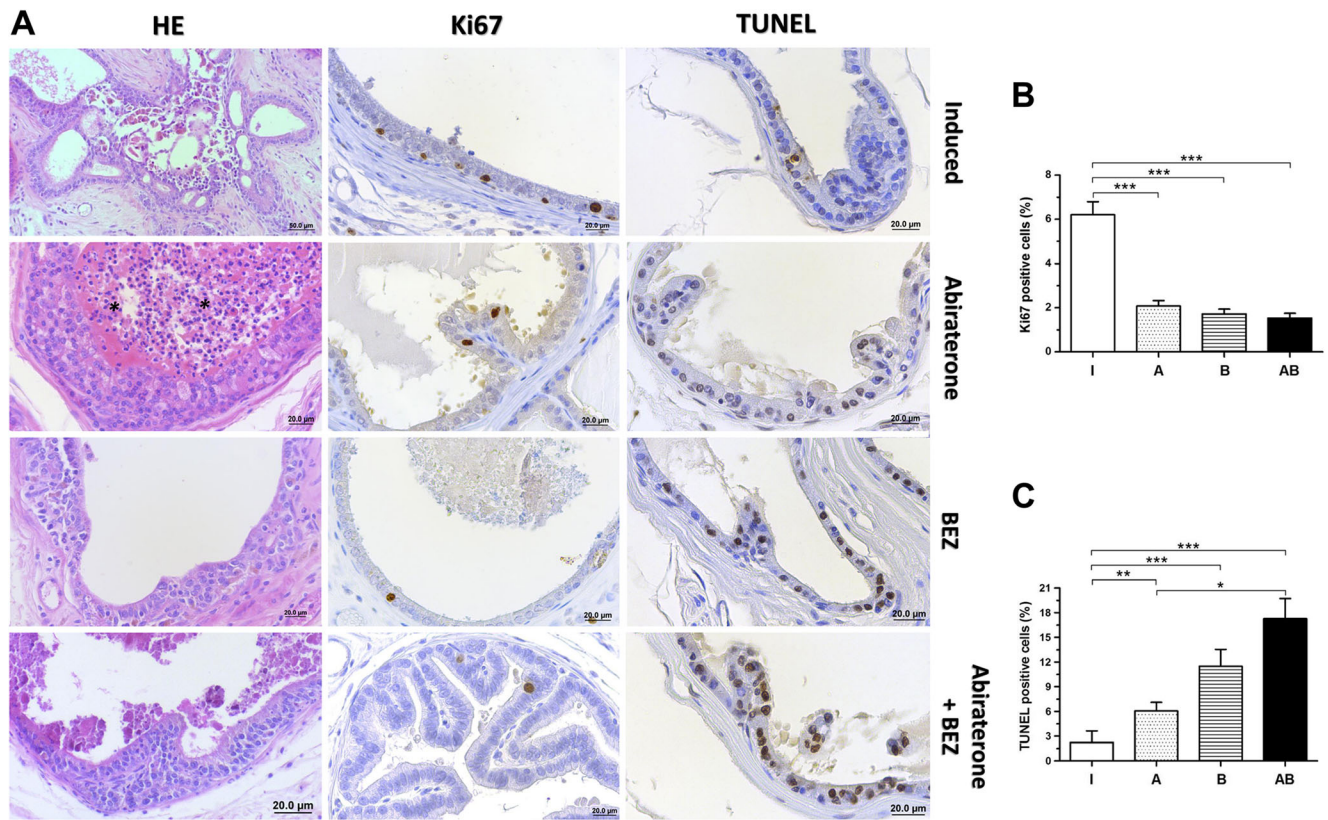 A
HE
Ki67
TUNEL
50.0 µm
20.0 µm
20.0 µm
Induced
* *
20.0 µm
20.0 µm
20.0 µm
Abiraterone
20.0 µm
20.0 µm
20.0 µm
BEZ
20.0 µm
20.0 µm
20.0 µm
Abiraterone
+ BEZ
B
***
***
***
Ki67 positive cells (%)
8
6
4
2
0
I A B AB
C
***
***
** *
TUNEL positive cells (%)
21
18
15
12
9
6
3
0
I A B AB